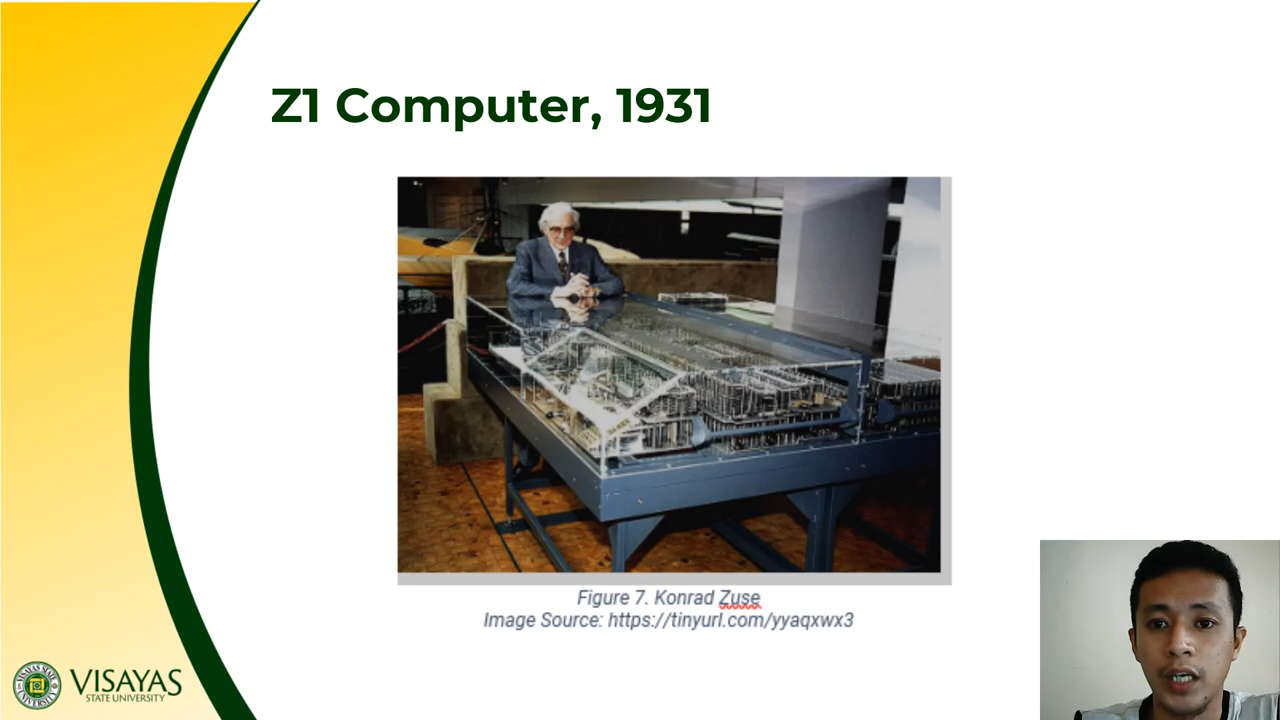 Z1 Computer, 1931
Figure 7. Konrad Zuse
Image Source: https://tinyurl.com/yyaqxwx3
VISAYAS
STATE UNIVERSITY